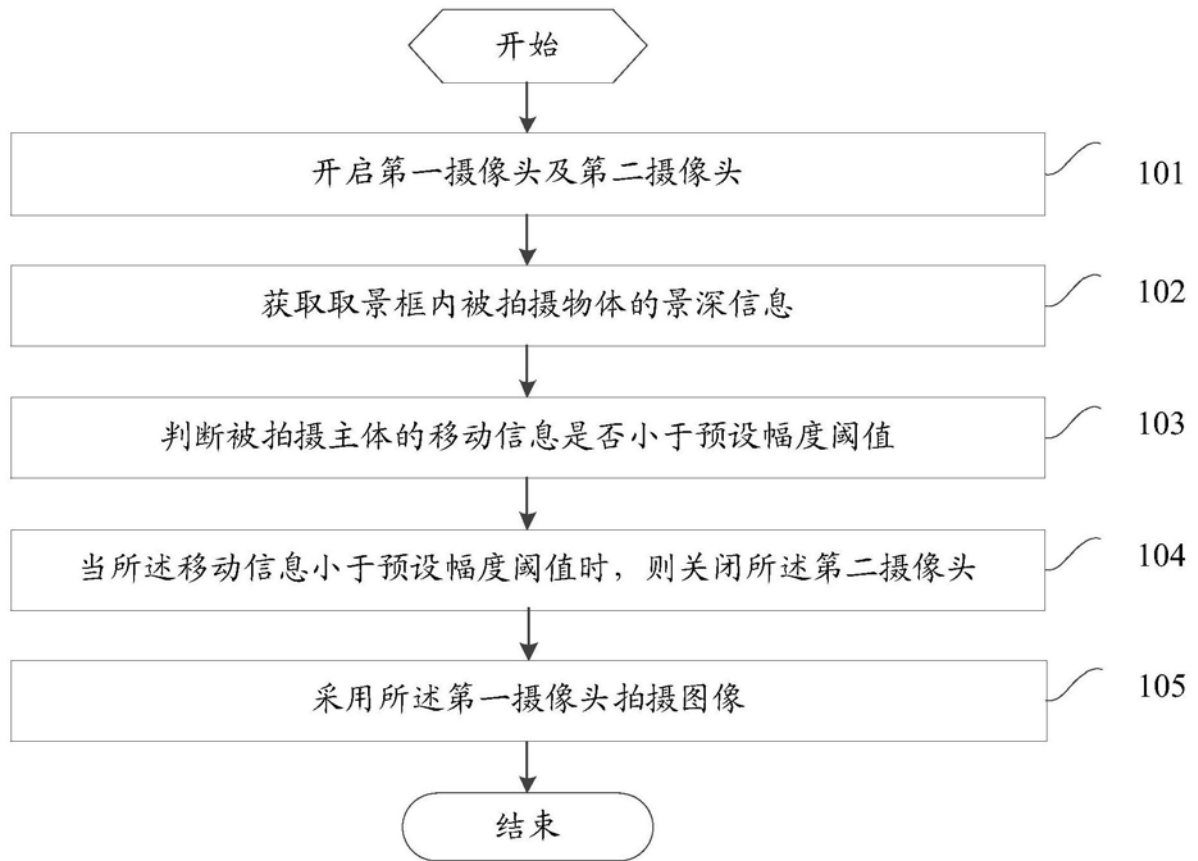 开始
开启第一摄像头及第二摄像头
101
获取取景框内被拍摄物体的景深信息
102
判断被拍摄主体的移动信息是否小于预设幅度阈值
103
当所述移动信息小于预设幅度阈值时，则关闭所述第二摄像头
104
采用所述第一摄像头拍摄图像
105
结束